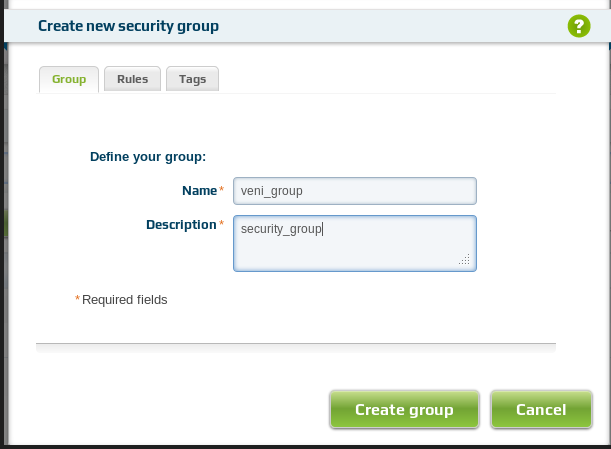 Create new security group
?
Group Rules Tags
Define your group:
Name* veni_group
Description* security_group
*Required fields
Create group Cancel